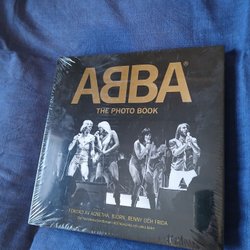 ABBA®
THE PHOTO BOOK
FÖRORD AV AGNETHA, BJÖRN, BENNY OCH FRIDA